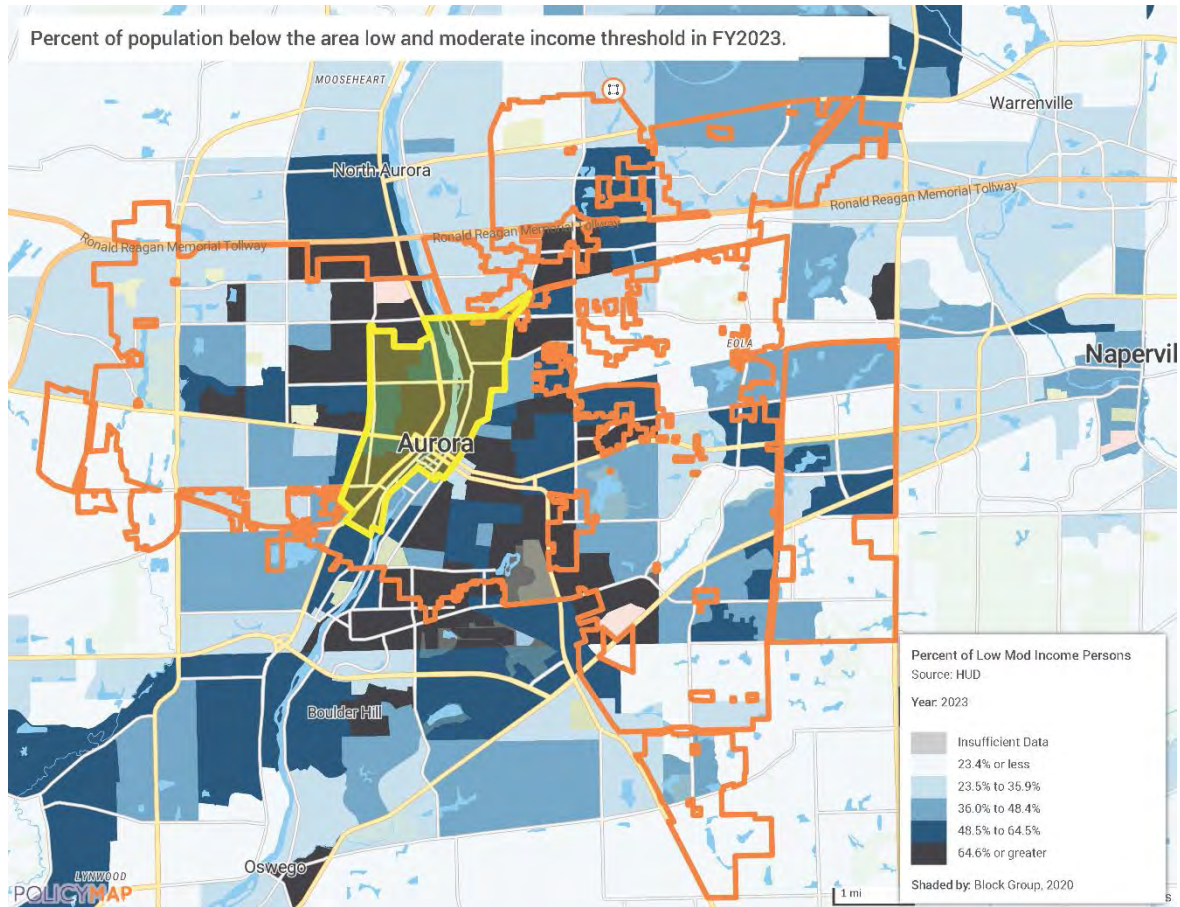 Percent of population below the area low and moderate income threshold in FY2023.
MOOSEHEART
Warrenville
North Aurora
Ronald Reagan Memorial Tollway
Ronald Reagan Memorial Tollway
Ronald Reagan Memorial Tollway
EOLA
Napervil
Aurora
Boulder Hill
Oswego
LYNWOOD
POLICYMAP
1 mi
s
Percent of Low Mod Income Persons
Source: HUD
Year: 2023
Insufficient Data
23.4% or less
23.5% to 35.9%
36.0% to 48.4%
48.5% to 64.5%
64.6% or greater
Shaded by: Block Group, 2020